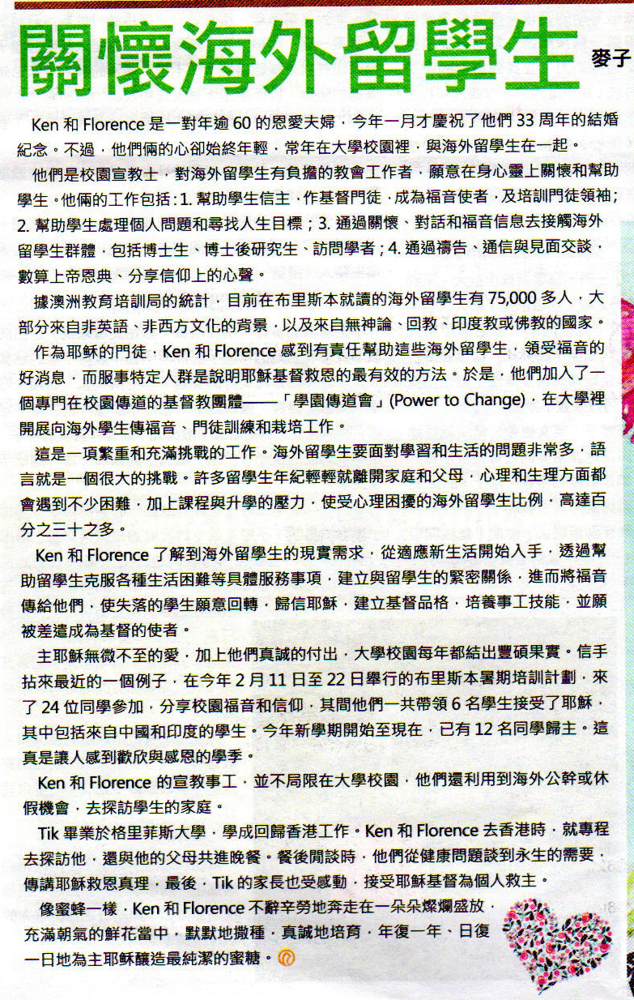 關懷海外留學生
麥子
Ken 和 Florence 是一對年逾 60 的恩愛夫婦，今年一月才慶祝了他們 33 周年的結婚
紀念。不過，他們倆的心卻始終年輕，常年在大學校園裡，與海外留學生在一起。
他們是校園宣教士，對海外留學生有負擔的教會工作者，願意在身心靈上關懷和幫助
學生。他倆的工作包括：1. 幫助學生信主，作基督門徒，成為福音使者，及培訓門徒領袖；
2. 幫助學生處理個人問題和尋找人生目標；3. 通過關懷、對話和福音信息去接觸海外
留學生群體，包括博士生、博士後研究生、訪問學者；4. 通過禱告、通信與見面交談，
數算上帝恩典、分享信仰上的心聲。
據澳洲教育培訓局的統計，目前在布里斯本就讀的海外留學生有 75,000 多人，大
部分來自非英語、非西方文化的背景，以及來自無神論、回教、印度教或佛教的國家。
作為耶穌的門徒，Ken 和 Florence 感到有責任幫助這些海外留學生，領受福音的
好消息，而服事特定人群是說明耶穌基督救恩的最有效的方法。於是，他們加入了一
個專門在校園傳道的基督教團體——「學園傳道會」(Power to Change)，在大學裡
開展向海外學生傳福音、門徒訓練和栽培工作。
這是一項繁重和充滿挑戰的工作。海外留學生要面對學習和生活的問題非常多，語
言就是一個很大的挑戰。許多留學生年紀輕輕就離開家庭和父母，心理和生理方面都
會遇到不少困難，加上課程與升學的壓力，使受心理困擾的海外留學生比例，高達百
分之三十之多。
Ken 和 Florence 了解到海外留學生的現實需求，從適應新生活開始入手，透過幫
助留學生克服各種生活困難等具體服務事項，建立與留學生的緊密關係，進而將福音
傳給他們，使失落的學生願意回轉，歸信耶穌，建立基督品格，培養事工技能，並願
被差遣成為基督的使者。
主耶穌無微不至的愛，加上他們真誠的付出，大學校園每年都結出豐碩果實。信手
拈來最近的一個例子，在今年 2 月 11 日至 22 日舉行的布里斯本暑期培訓計劃，來
了 24 位同學參加，分享校園福音和信仰，其間他們一共帶領 6 名學生接受了耶穌，
其中包括來自中國和印度的學生。今年新學期開始至現在，已有 12 名同學歸主。這
真是讓人感到歡欣與感恩的學季。
Ken 和 Florence 的宣教事工，並不局限在大學校園，他們還利用到海外公幹或休
假機會，去探訪學生的家庭。
Tik 畢業於格里菲斯大學，學成回歸香港工作。Ken 和 Florence 去香港時，就專程
去探訪他，還與他的父母共進晚餐。餐後閒談時，他們從健康問題談到永生的需要，
傳講耶穌救恩真理，最後，Tik 的家長也受感動，接受耶穌基督為個人救主。
像蜜蜂一樣，Ken 和 Florence 不辭辛勞地奔走在一朵朵燦爛盛放，
充滿朝氣的鮮花當中，默默地撒種，真誠地培育，年復一年、日復
一日地為主耶穌釀造最純潔的蜜糖。